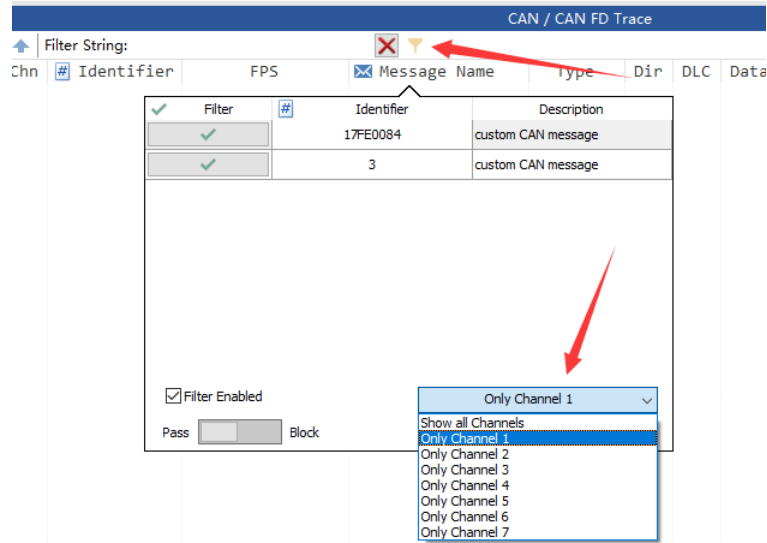 CAN / CAN FD Trace
Filter String:
Chn # Identifier FPS Message Name Type Dir DLC Data
Filter # Identifier Description
17FE0084 custom CAN message
3 custom CAN message
Filter Enabled
Only Channel 1
Pass Block
Show all Channels
Only Channel 1
Only Channel 2
Only Channel 3
Only Channel 4
Only Channel 5
Only Channel 6
Only Channel 7